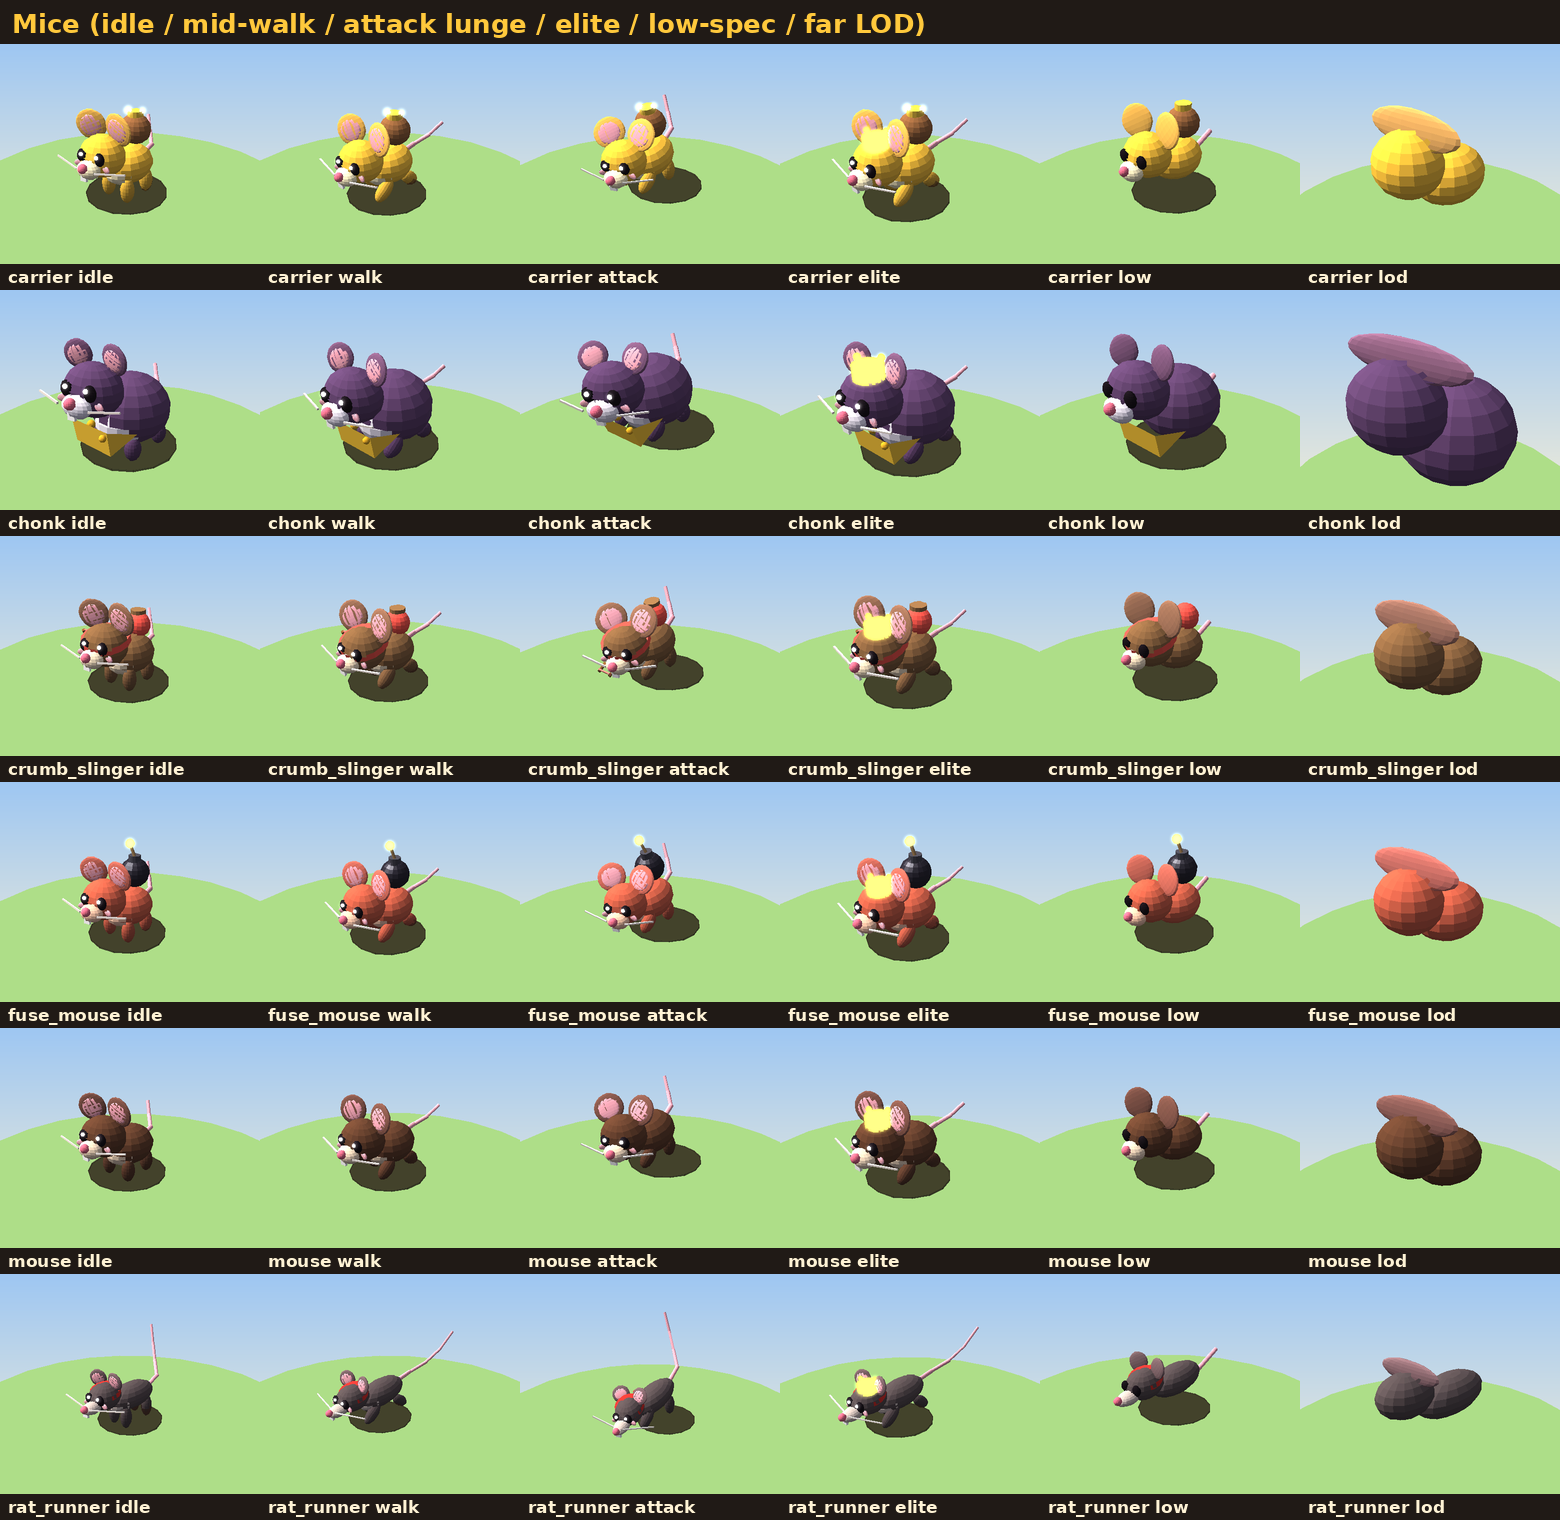 Mice (idle / mid-walk / attack lunge / elite / low-spec / far LOD)
carrier idle
carrier walk
carrier attack
carrier elite
carrier low
carrier lod
chonk idle
chonk walk
chonk attack
chonk elite
chonk low
chonk lod
crumb_slinger idle
crumb_slinger walk
crumb_slinger attack
crumb_slinger elite
crumb_slinger low
crumb_slinger lod
fuse_mouse idle
fuse_mouse walk
fuse_mouse attack
fuse_mouse elite
fuse_mouse low
fuse_mouse lod
mouse idle
mouse walk
mouse attack
mouse elite
mouse low
mouse lod
rat_runner idle
rat_runner walk
rat_runner attack
rat_runner elite
rat_runner low
rat_runner lod